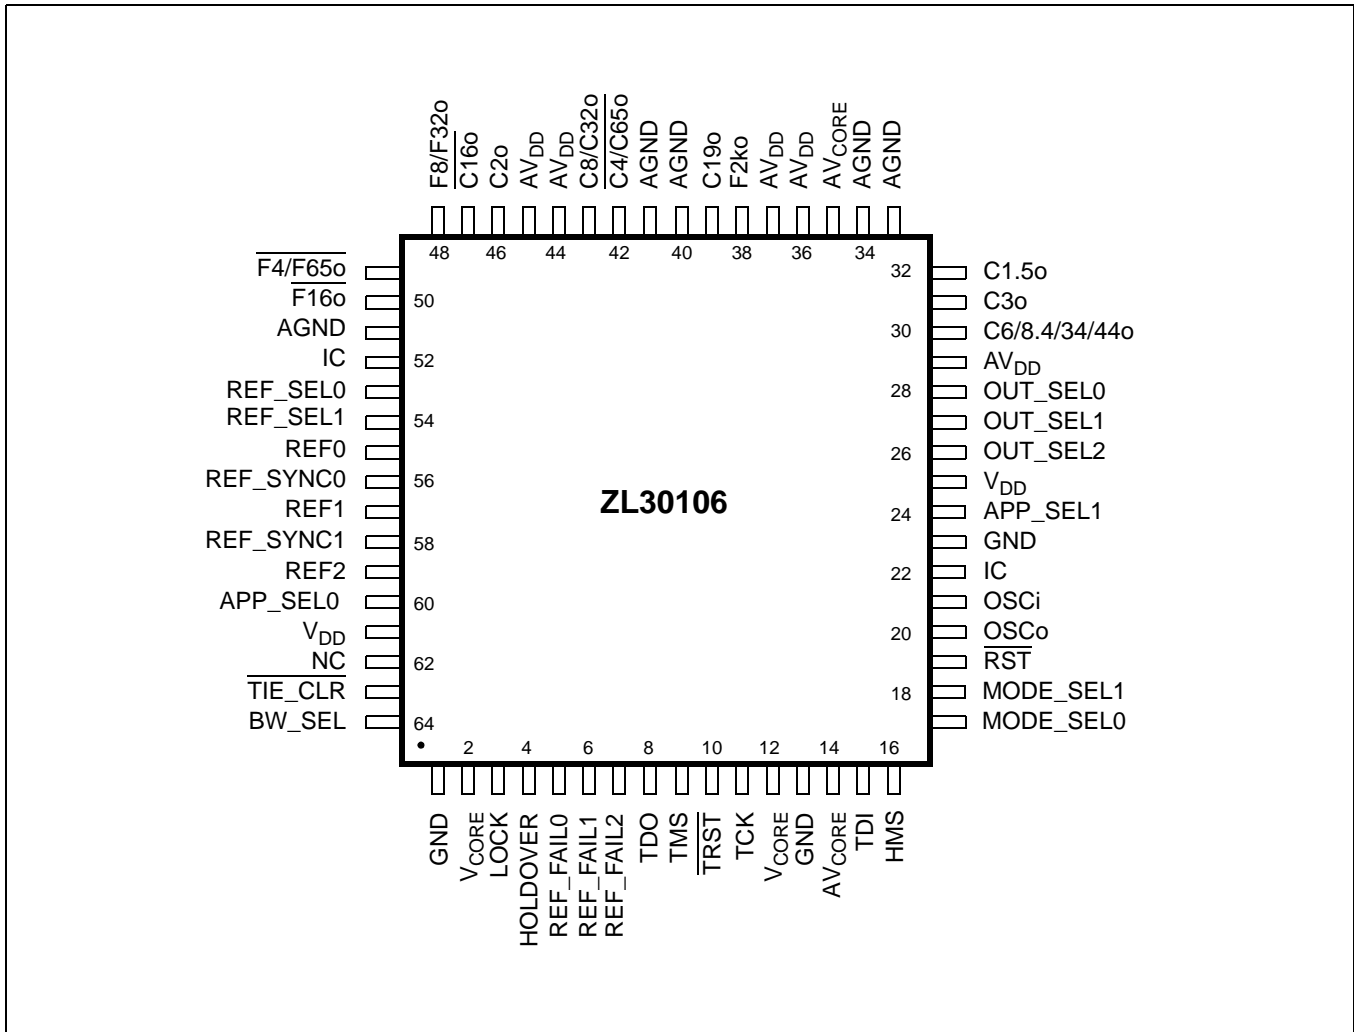 F8/F32o
C16o
C2o
AVDD
AVDD
C8/C32o
C4/C65o
AGND
AGND
C19o
F2ko
AVDD
AVDD
AVCORE
AGND
AGND
48 46 44 42 40 38 36 34
F4/F65o
F16o 50
AGND
IC 52
REF_SEL0
REF_SEL1 54
REF0
REF_SYNC0 56
REF1
REF_SYNC1 58
REF2
APP_SEL0 60
VDD
NC 62
TIE_CLR
BW_SEL 64
ZL30106
32 C1.5o
C3o
30 C6/8.4/34/44o
AVDD
28 OUT_SEL0
OUT_SEL1
26 OUT_SEL2
VDD
24 APP_SEL1
GND
22 IC
OSCi
20 OSCo
RST
18 MODE_SEL1
MODE_SEL0
2 4 6 8 10 12 14 16
GND
VCORE
LOCK
HOLDOVER
REF_FAIL0
REF_FAIL1
REF_FAIL2
TDO
TMS
TRST
TCK
VCORE
GND
AVCORE
TDI
HMS